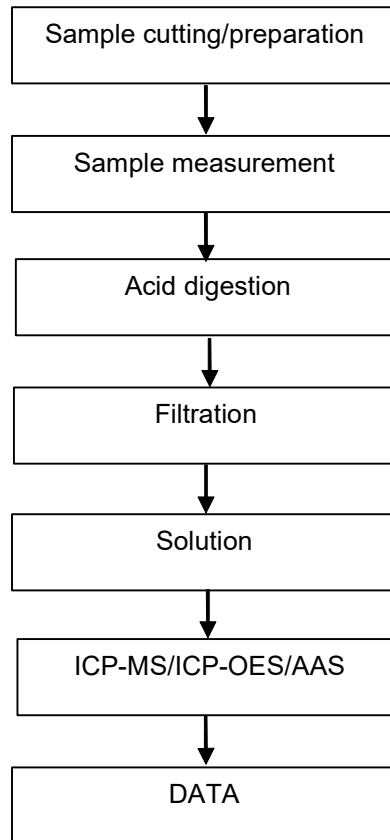 Sample cutting/preparation
Sample measurement
Acid digestion
Filtration
Solution
ICP-MS/ICP-OES/AAS
DATA